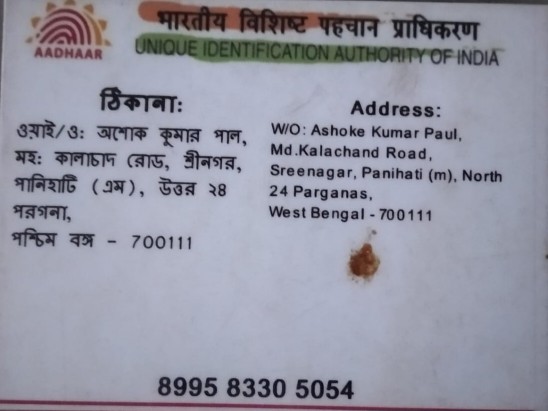 AADHAAR
भारतीय विशिष्ट पहचान प्राधिकरण
UNIQUE IDENTIFICATION AUTHORITY OF INDIA
ঠিকানা:
ওয়াই/ও: অশোক কুমার পাল,
মহ: কালাচাদ রোড, শ্রীনগর,
পানিহাটি (এম), উত্তর ২৪
পরগনা,
পশ্চিম বঙ্গ - 700111
Address:
W/O: Ashoke Kumar Paul,
Md.Kalachand Road,
Sreenagar, Panihati (m), North
24 Parganas,
West Bengal - 700111
8995 8330 5054